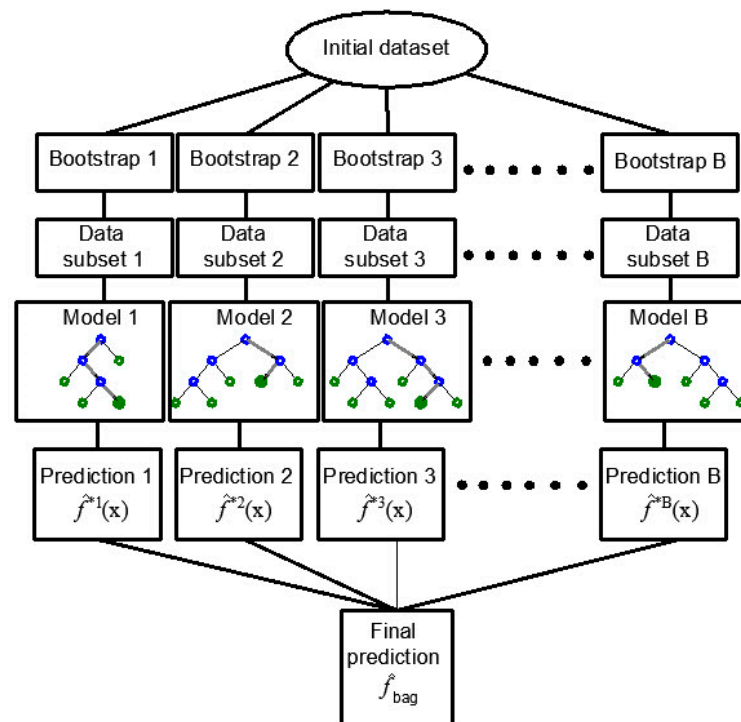 Initial dataset
Bootstrap 1
Bootstrap 2
Bootstrap 3
Bootstrap B
Data
subset 1
Data
subset 2
Data
subset 3
Data
subset B
Model 1
Model 2
Model 3
Model B
Prediction 1
f̂*1(x)
Prediction 2
f̂*2(x)
Prediction 3
f̂*3(x)
Prediction B
f̂*B(x)
Final
prediction
f̂bag